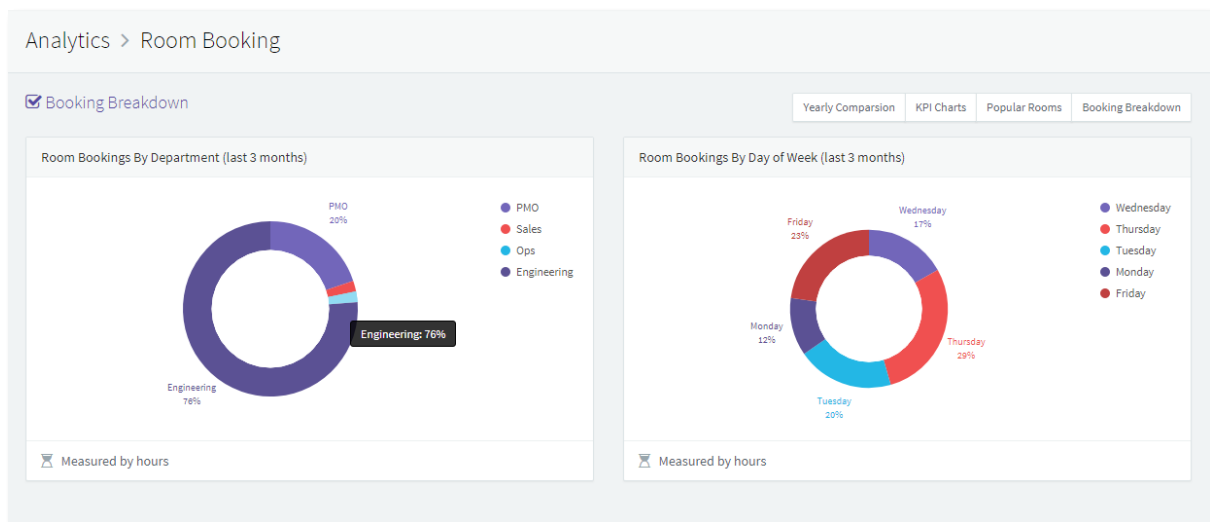 Analytics > Room Booking
Booking Breakdown
Yearly Comparsion KPI Charts Popular Rooms Booking Breakdown
Room Bookings By Department (last 3 months)
PMO
20%
PMO
Sales
Ops
Engineering
Engineering: 76%
Engineering
76%
Measured by hours
Room Bookings By Day of Week (last 3 months)
Wednesday
17%
Friday
23%
Monday
12%
Thursday
29%
Tuesday
20%
Wednesday
Thursday
Tuesday
Monday
Friday
Measured by hours